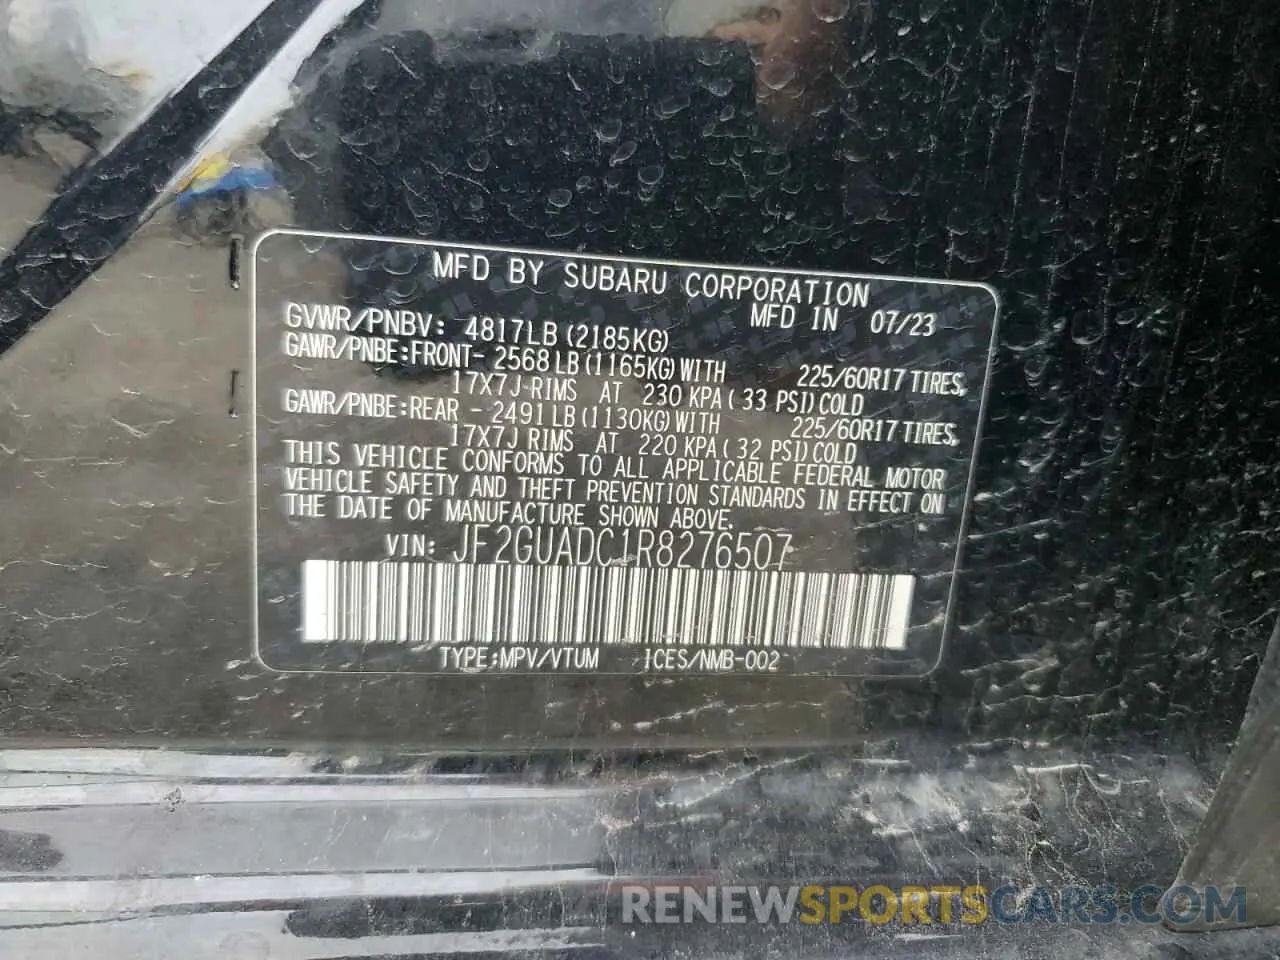 MFD BY SUBARU CORPORATION
GVWR/PNBV: 4817LB (2185KG) MFD IN 07/23
GAWR/PNBE:FRONT- 2568LB (1165KG) WITH 225/60R17 TIRES,
17X7J RIMS AT 230 KPA ( 33 PSI) COLD
GAWR/PNBE:REAR - 2491LB (1130KG) WITH 225/60R17 TIRES,
17X7J RIMS AT 220 KPA ( 32 PSI) COLD
THIS VEHICLE CONFORMS TO ALL APPLICABLE FEDERAL MOTOR
VEHICLE SAFETY AND THEFT PREVENTION STANDARDS IN EFFECT ON
THE DATE OF MANUFACTURE SHOWN ABOVE.
VIN: JF2GUADC1R8276507
TYPE:MPV/VTUM ICES/NMB-002
RENEWSPORTSCARS.COM